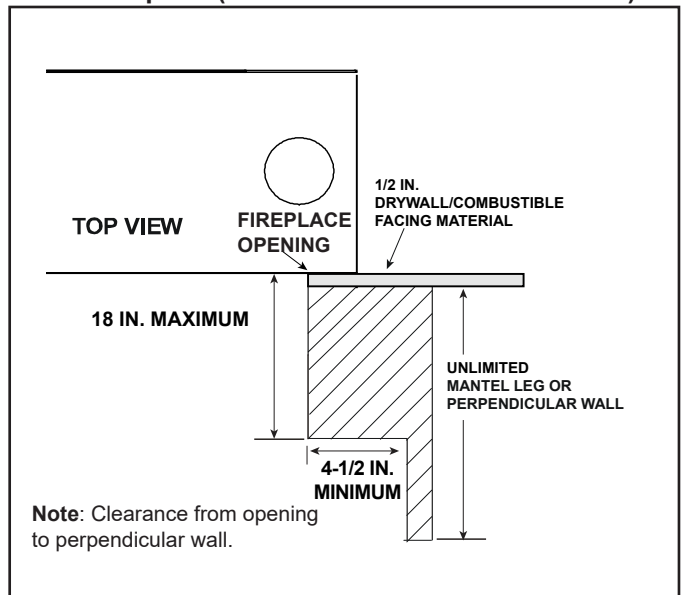 1/2 IN.
DRYWALL/COMBUSTIBLE
FACING MATERIAL
TOP VIEW
FIREPLACE
OPENING
18 IN. MAXIMUM
UNLIMITED
MANTEL LEG OR
PERPENDICULAR WALL
4-1/2 IN.
MINIMUM
Note: Clearance from opening
to perpendicular wall.